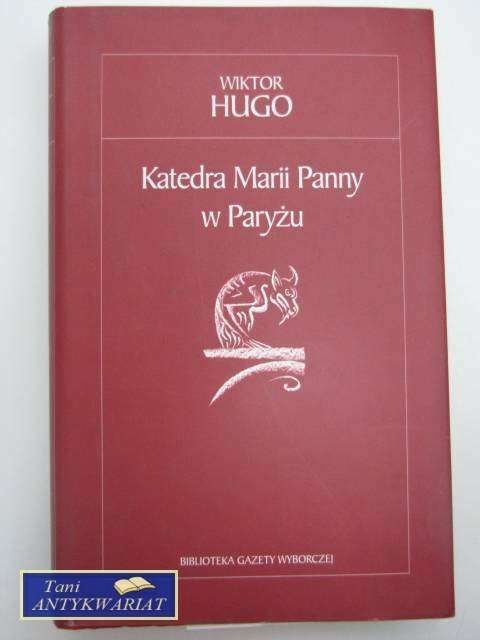 WIKTOR
HUGO
Katedra Marii Panny
w Paryżu
BIBLIOTEKA GAZETY WYBORCZEJ
Tani
ANTYKWARIAT